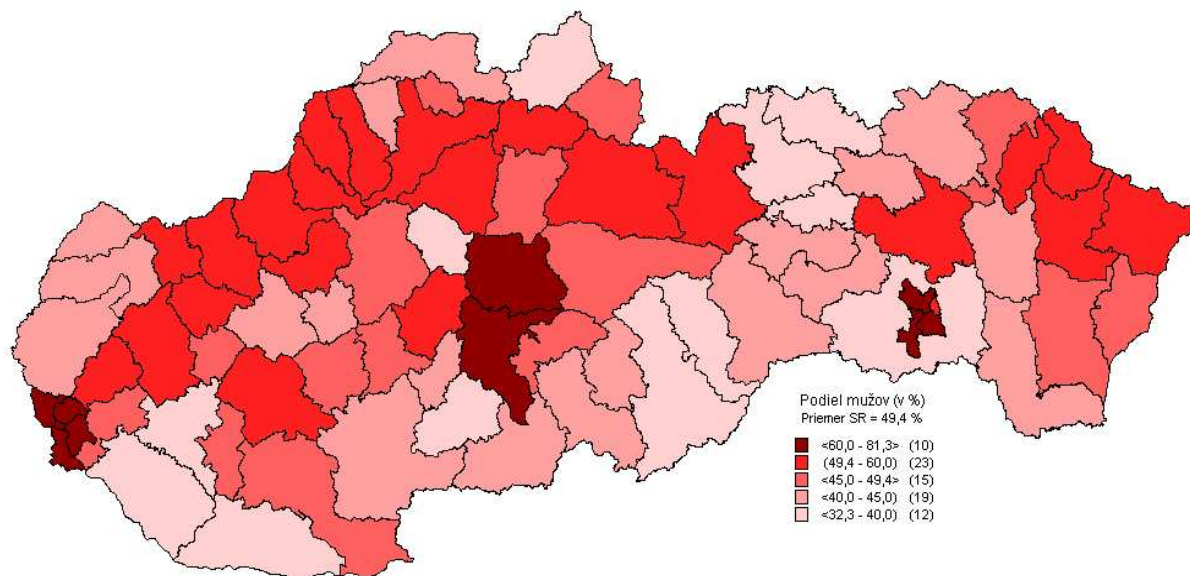 Podiel mužov (v %)
Priemer SR = 49,4 %
<60,0 - 81,3> (10)
(49,4 - 60,0) (23)
<45,0 - 49,4> (15)
<40,0 - 45,0) (19)
<32,3 - 40,0) (12)